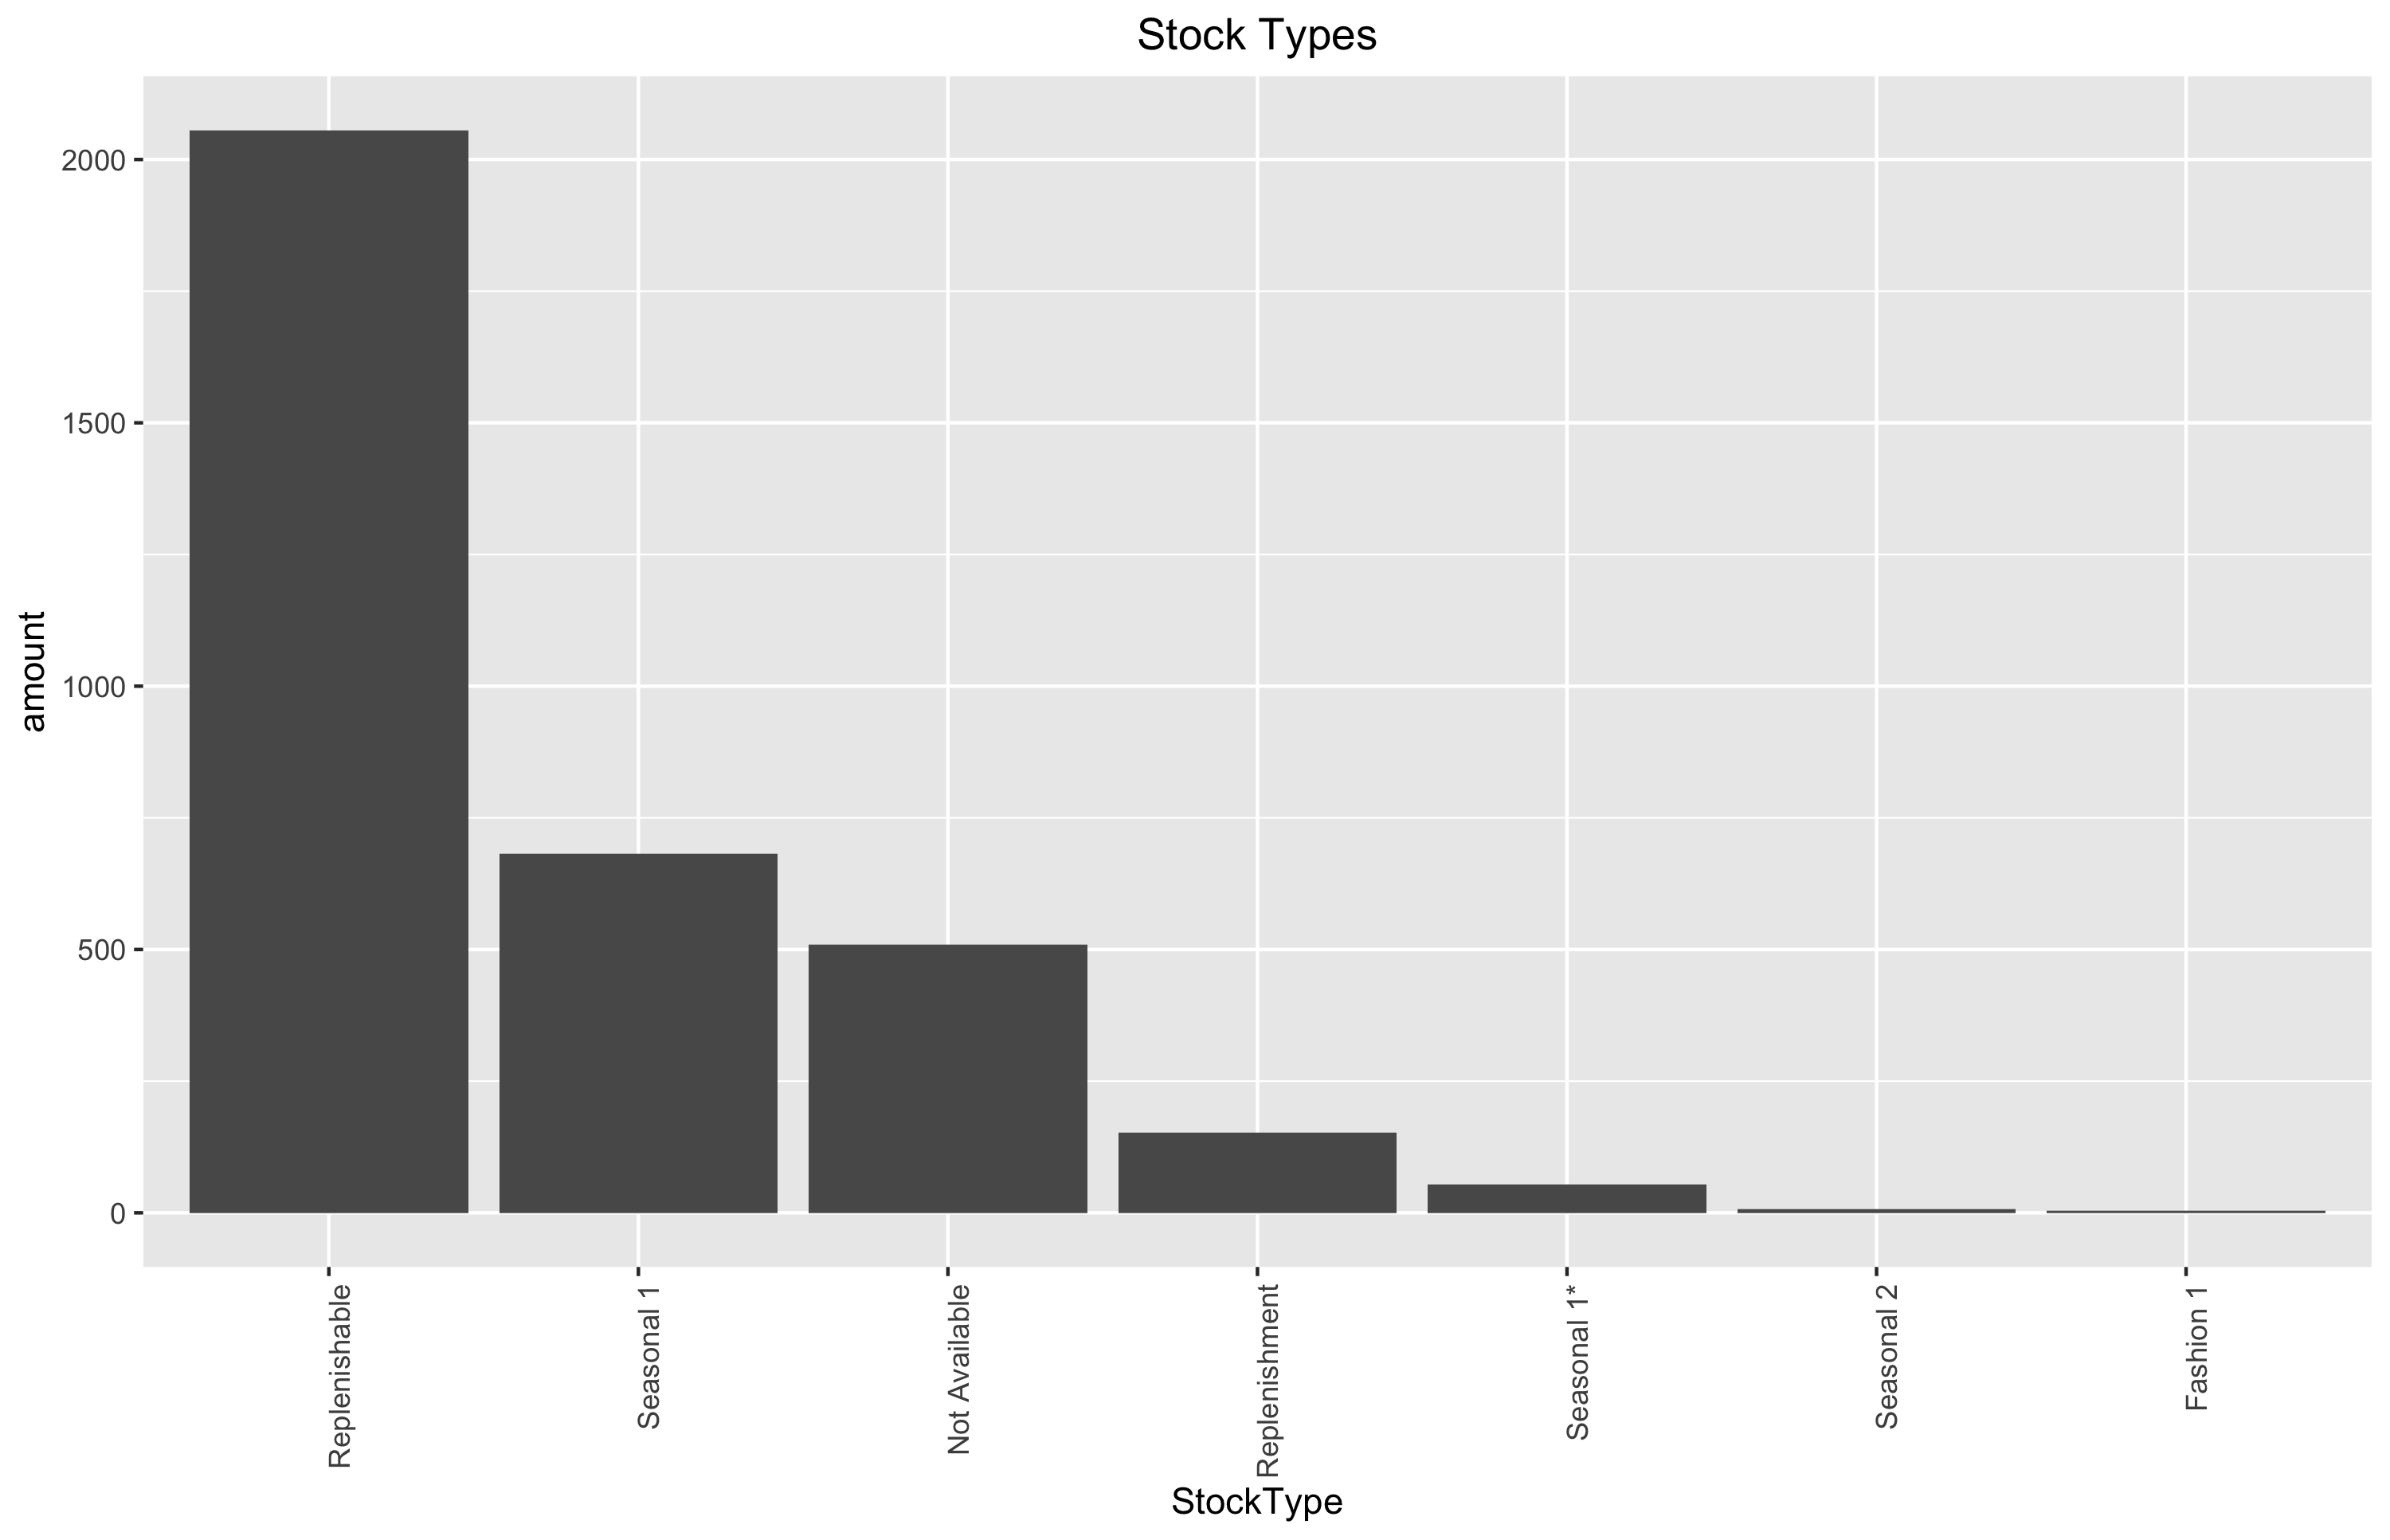 Stock Types
amount
2000
1500
1000
500
0
Replenishable
Seasonal 1
Not Available
Replenishment
Seasonal 1*
Seasonal 2
Fashion 1
StockType